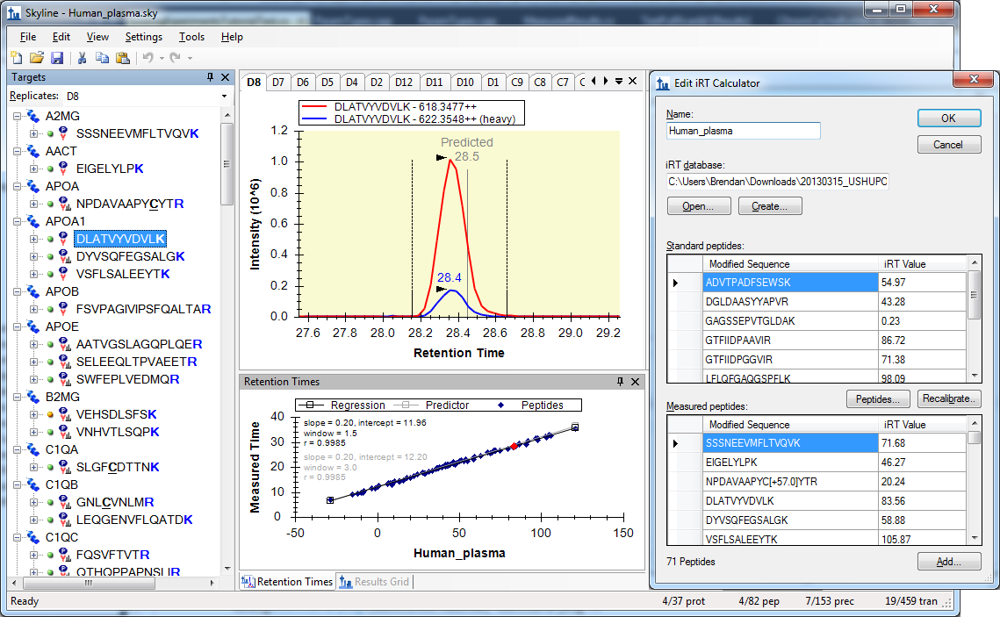 Skyline - Human_plasma.sky
File Edit View Settings Tools Help
Targets
Replicates: D8
A2MG
SSSNEEVMFLTVQVK
AACT
EIGELYLPK
APOA
NPDAVAAPYCYTR
APOA1
DLATVYVDVLK
DYVSQFEGSALGK
VSFLSALEEYTK
APOB
FSVPAGIVIPSFQALTAR
APOE
AATVGSLAGQPLQER
SELEEQLTPVAEETR
SWFEPLVEDMQR
B2MG
VEHSDLSFSK
VNHVTLSQPK
C1QA
SLGFCDTTNK
C1QB
GNLCVNLMR
LEQGENVFLQATDK
C1QC
FQSVFTVTR
QTHQPPAPNSLIR
D8 D7 D6 D5 D4 D2 D12 D11 D10 D1 C9 C8 C7 C
DLATVYVDVLK - 618.3477++
DLATVYVDVLK - 622.3548++ (heavy)
Intensity (10^6)
1.2
1.0
0.8
0.6
0.4
0.2
0.0
Predicted
28.5
28.4
27.6 27.8 28.0 28.2 28.4 28.6 28.8 29.0 29.2
Retention Time
Retention Times
Regression Predictor Peptides
slope = 0.20, intercept = 11.96
window = 1.5
r = 0.9985
slope = 0.20, intercept = 12.20
window = 3.0
r = 0.9985
Measured Time
40
30
20
10
0
-50 0 50 100 150
Human_plasma
Retention Times Results Grid
Edit iRT Calculator
Name:
Human_plasma
OK
Cancel
iRT database:
C:\Users\Brendan\Downloads\20130315_USHUPC
Open... Create...
Standard peptides:
Modified Sequence iRT Value
ADVTPADFSEWSK 54.97
DGLDAASYYAPVR 43.28
GAGSSEPVTGLDAK 0.23
GTFIIDPAAVIR 86.72
GTFIIDPGGVIR 71.38
LFLQFGAQGSPFLK 98.09
Peptides... Recalibrate..
Measured peptides:
Modified Sequence iRT Value
SSSNEEVMFLTVQVK 71.68
EIGELYLPK 46.27
NPDAVAAPYC[+57.0]YTR 20.24
DLATVYVDVLK 83.56
DYVSQFEGSALGK 58.88
VSFLSALEEYTK 105.87
71 Peptides
Add...
Ready
4/37 prot 4/82 pep 7/153 prec 19/459 tran